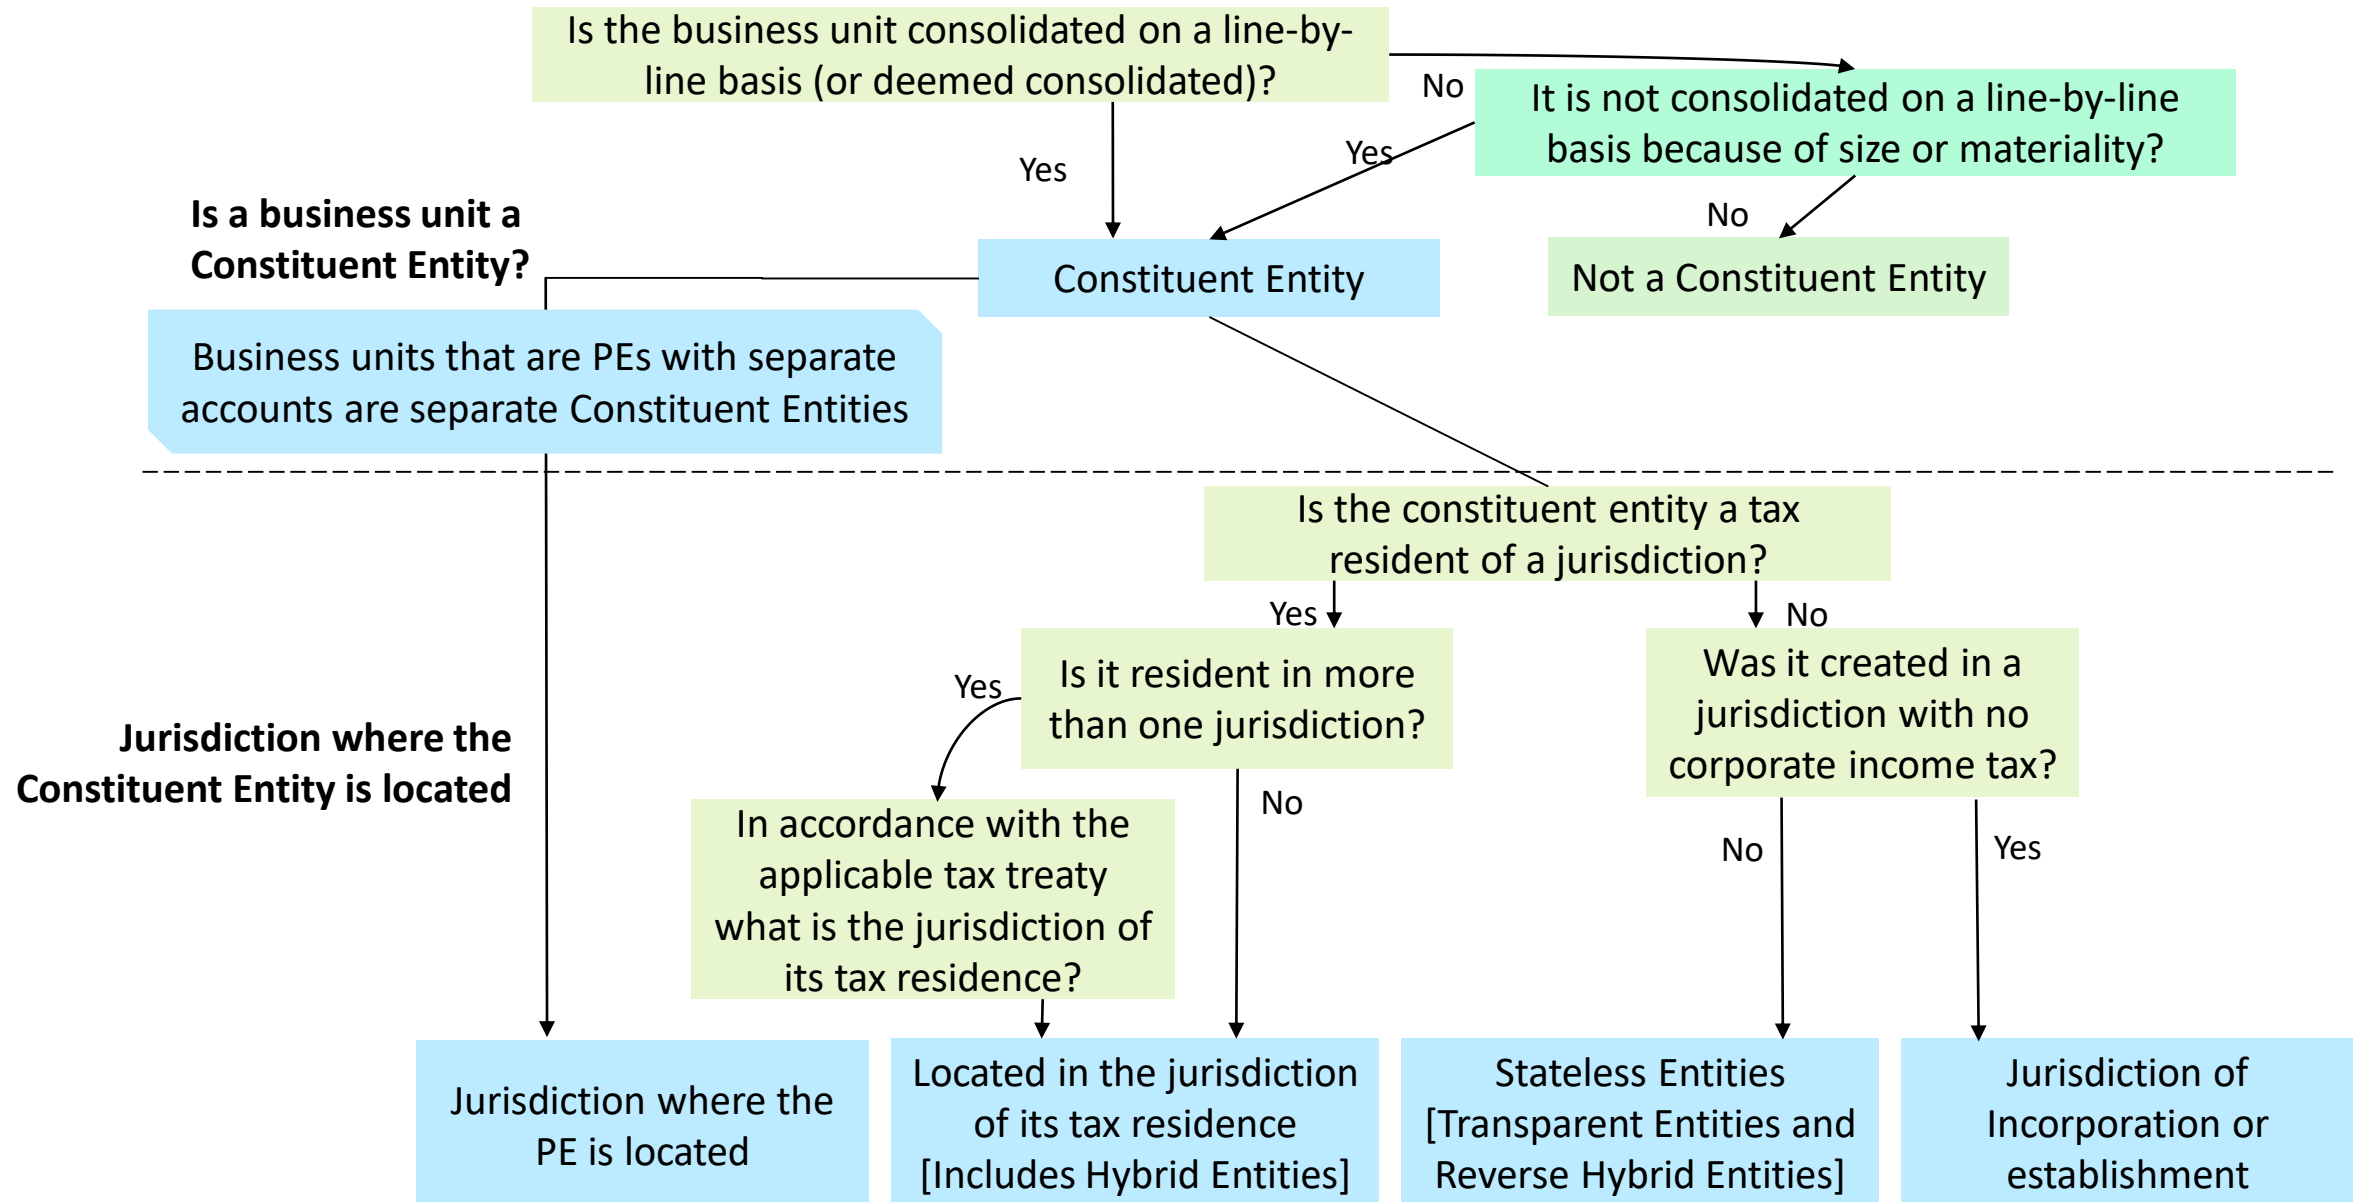 Is the business unit consolidated on a line-by-
line basis (or deemed consolidated)?
No
It is not consolidated on a line-by-line
basis because of size or materiality?
Yes
Yes
No
Is a business unit a
Constituent Entity?
Constituent Entity
Not a Constituent Entity
Business units that are PEs with separate
accounts are separate Constituent Entities
Is the constituent entity a tax
resident of a jurisdiction?
Yes
No
Is it resident in more
than one jurisdiction?
Was it created in a
jurisdiction with no
corporate income tax?
Yes
Jurisdiction where the
Constituent Entity is located
No
In accordance with the
applicable tax treaty
what is the jurisdiction of
its tax residence?
No
Yes
Jurisdiction where the
PE is located
Located in the jurisdiction
of its tax residence
[Includes Hybrid Entities]
Stateless Entities
[Transparent Entities and
Reverse Hybrid Entities]
Jurisdiction of
Incorporation or
establishment